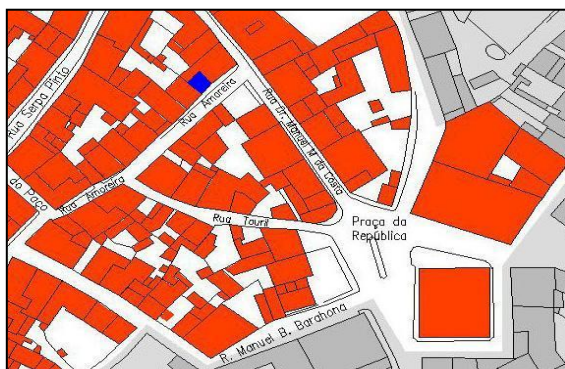 Rua Serpa Pinto
Rua Amoreira
Rua Dr. Manuel M da Costa
do Paço
Rua Amoreira
Rua Touril
Praça da
República
R. Manuel B. Barahona